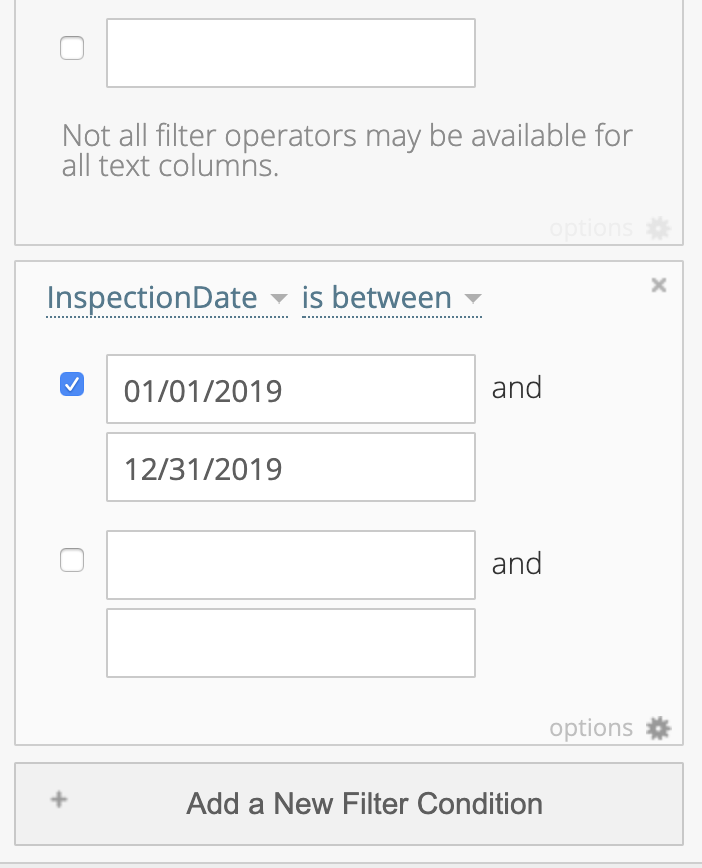 Not all filter operators may be available for
all text columns.
options
InspectionDate is between
01/01/2019 and
12/31/2019
and
options
+ Add a New Filter Condition